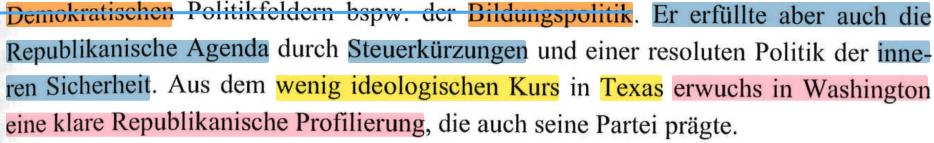 Demokratischen Politikfeldern bspw. der Bildungspolitik. Er erfüllte aber auch die
Republikanische Agenda durch Steuerkürzungen und einer resoluten Politik der inne-
ren Sicherheit. Aus dem wenig ideologischen Kurs in Texas erwuchs in Washington
eine klare Republikanische Profilierung, die auch seine Partei prägte.